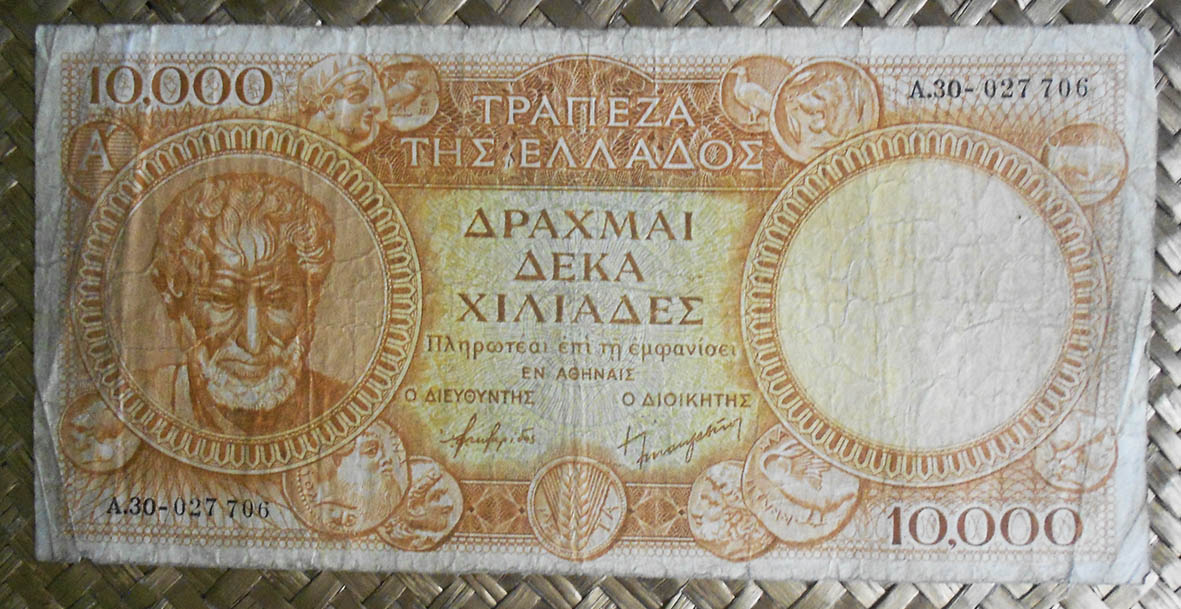 10,000
Α.30-027 706
ΤΡΑΠΕΖΑ
ΤΗΣ ΕΛΛΑΔΟΣ
Α
ΔΡΑΧΜΑΙ
ΔΕΚΑ
ΧΙΛΙΑΔΕΣ
Πληρωτεαι επι τη εμφανισει
ΕΝ ΑΘΗΝΑΙΣ
Ο ΔΙΕΥΘΥΝΤΗΣ
Ο ΔΙΟΙΚΗΤΗΣ
Α.30-027 706
10,000